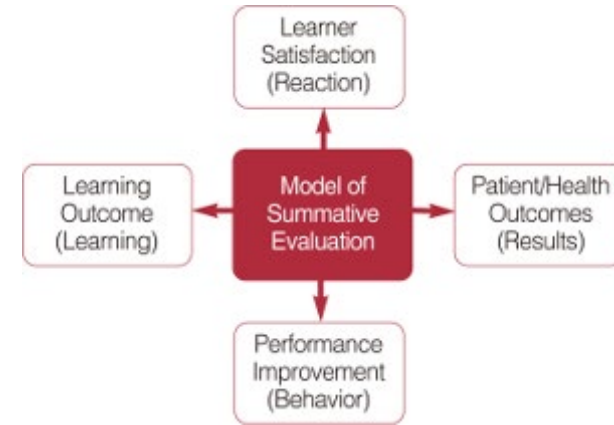 Learner
Satisfaction
(Reaction)
Learning
Outcome
(Learning)
Model of
Summative
Evaluation
Patient/Health
Outcomes
(Results)
Performance
Improvement
(Behavior)